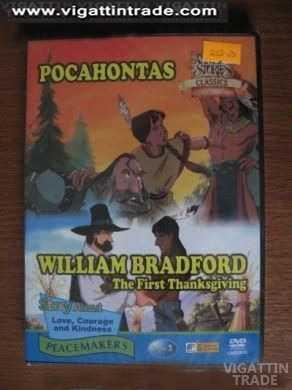 www.vigattintrade.com
POCAHONTAS
CLASSICS
WILLIAM BRADFORD
The First Thanksgiving
Love, Courage
and Kindness
PEACEMAKERS
DVD
VIGATTIN
TRADE